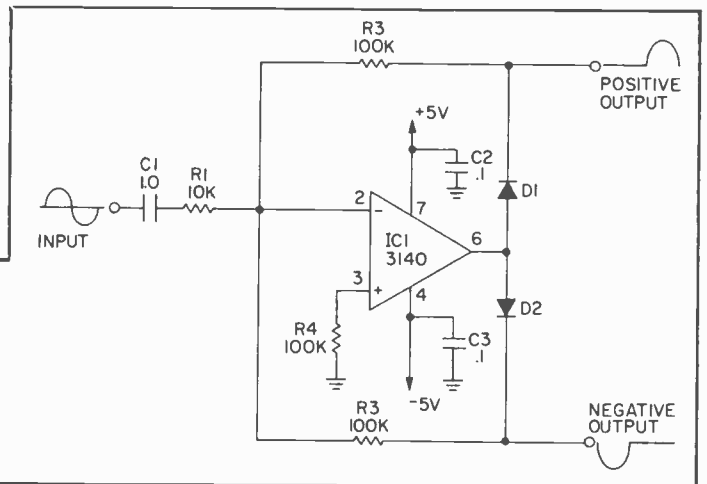 R3
100K
POSITIVE
OUTPUT
+5V
C1
1.0
R1
10K
C2
.1
D1
2
-
7
INPUT
IC1
3140
6
3
+
4
D2
R4
100K
C3
.1
-5V
R3
100K
NEGATIVE
OUTPUT